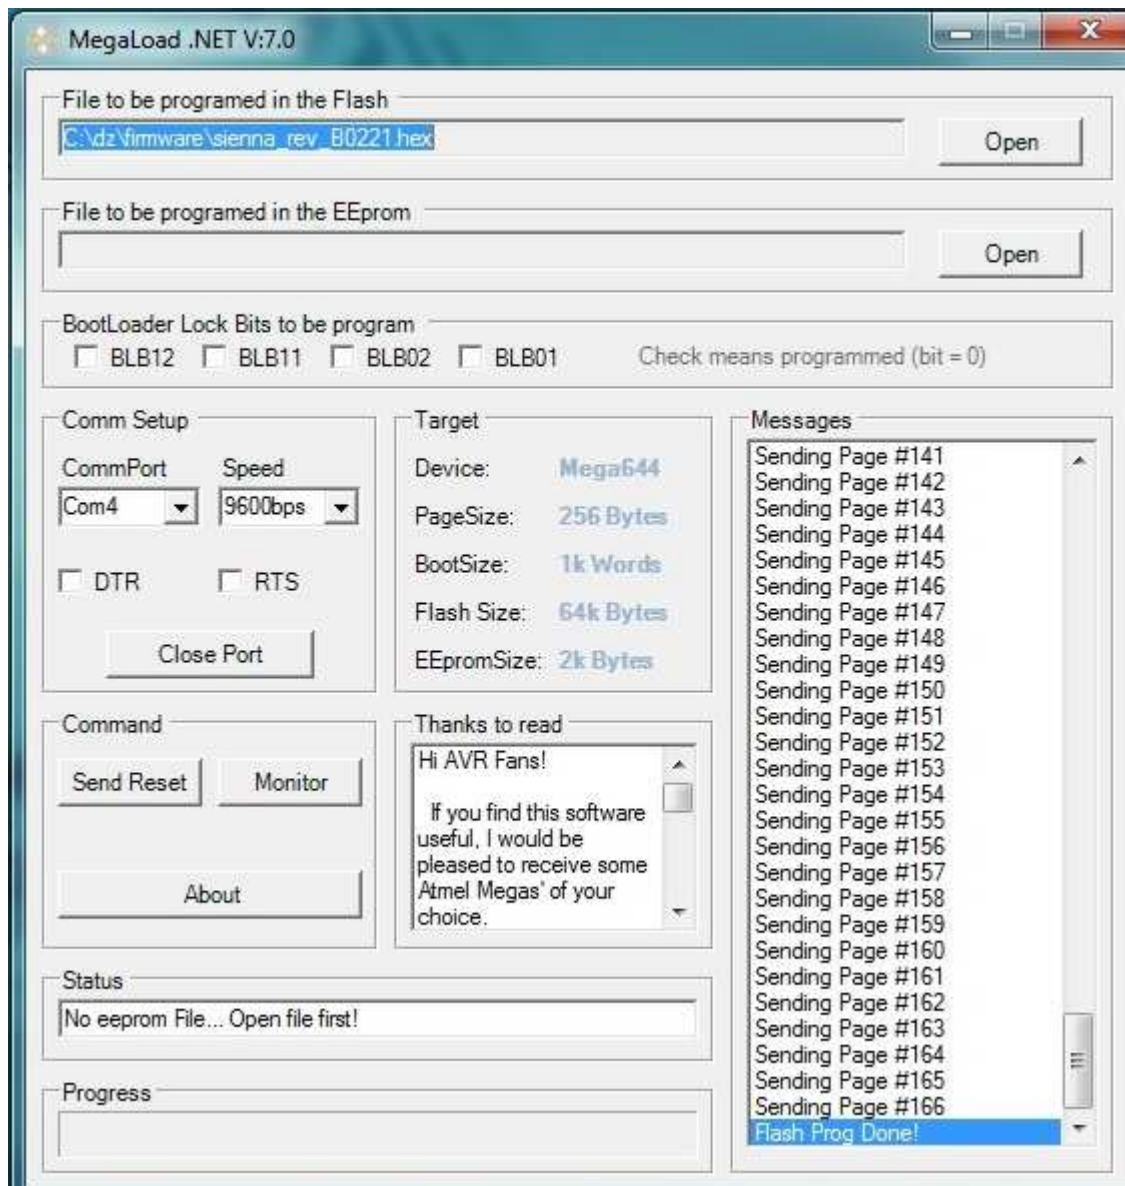 MegaLoad .NET V:7.0
File to be programed in the Flash
C:\dz\firmware\sienna_rev_B0221.hex
Open
File to be programed in the EEprom
Open
BootLoader Lock Bits to be program
BLB12 BLB11 BLB02 BLB01 Check means programmed (bit = 0)
Comm Setup
CommPort Speed
Com4 9600bps
DTR RTS
Close Port
Target
Device: Mega644
PageSize: 256 Bytes
BootSize: 1k Words
Flash Size: 64k Bytes
EEpromSize: 2k Bytes
Messages
Sending Page #141
Sending Page #142
Sending Page #143
Sending Page #144
Sending Page #145
Sending Page #146
Sending Page #147
Sending Page #148
Sending Page #149
Sending Page #150
Sending Page #151
Sending Page #152
Sending Page #153
Sending Page #154
Sending Page #155
Sending Page #156
Sending Page #157
Sending Page #158
Sending Page #159
Sending Page #160
Sending Page #161
Sending Page #162
Sending Page #163
Sending Page #164
Sending Page #165
Sending Page #166
Flash Prog Done!
Command
Send Reset Monitor
About
Thanks to read
Hi AVR Fans!
If you find this software
useful, I would be
pleased to receive some
Atmel Megas' of your
choice.
Status
No eeprom File... Open file first!
Progress